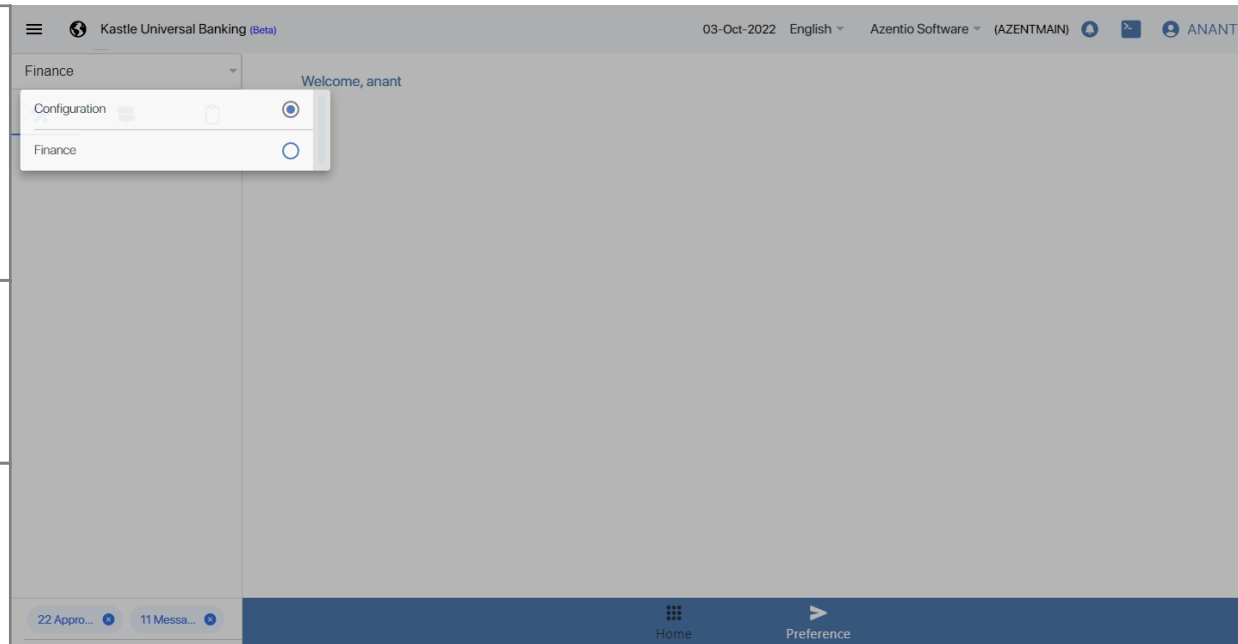 Kastle Universal Banking (Beta)
03-Oct-2022 English Azentio Software (AZENTMAIN) ANANT
Finance
Welcome, anant
Configuration
Finance
22 Appro... 11 Messa...
Home
Preference